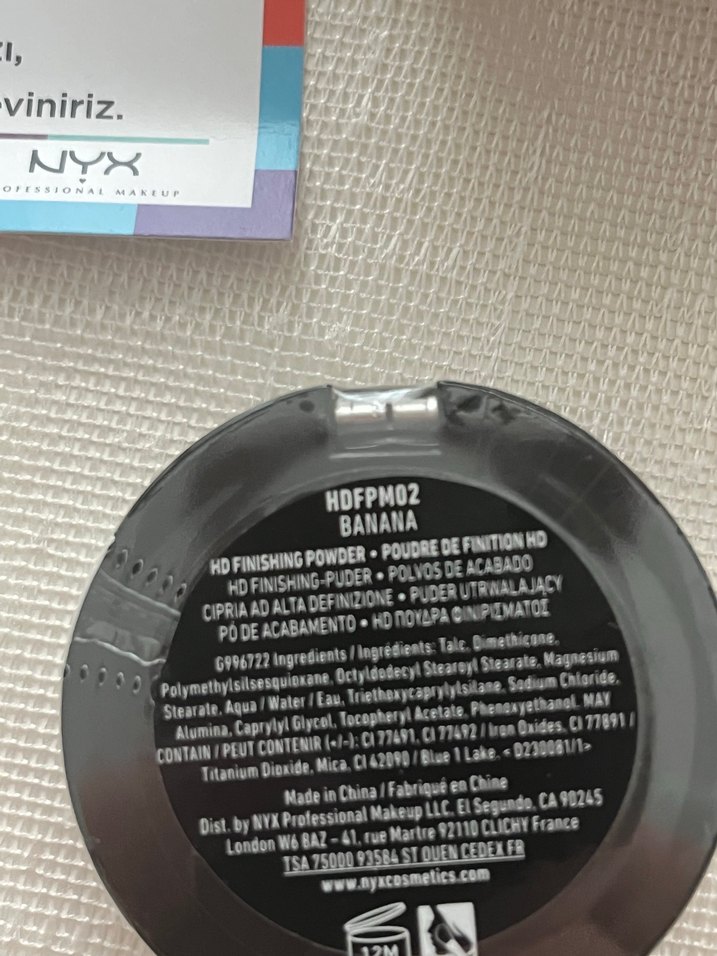 ı,
viniriz.
NYX
OFESSIONAL MAKEUP
HDFPM02
BANANA
HD FINISHING POWDER • POUDRE DE FINITION HD
HD FINISHING-PUDER • POLVOS DE ACABADO
CIPRIA AD ALTA DEFINIZIONE • PUDER UTRWALAJĄCY
PÓ DE ACABAMENTO • HD ΠΟΥΔΡΑ ΦΙΝΙΡΙΣΜΑΤΟΣ
G996722 Ingredients / Ingrédients: Talc, Dimethicone,
Polymethylsilsesquioxane, Octyldodecyl Stearoyl Stearate, Magnesium
Stearate, Aqua / Water / Eau, Triethoxycaprylylsilane, Sodium Chloride,
Alumina, Caprylyl Glycol, Tocopheryl Acetate, Phenoxyethanol. MAY
CONTAIN / PEUT CONTENIR (+/-): CI 77491, CI 77492 / Iron Oxides, CI 77891 /
Titanium Dioxide, Mica, CI 42090 / Blue 1 Lake. < D230081/1>
Made in China / Fabriqué en Chine
Dist. by NYX Professional Makeup LLC, El Segundo, CA 90245
London W6 8AZ - 41, rue Martre 92110 CLICHY France
TSA 75000 93584 ST OUEN CEDEX FR
www.nyxcosmetics.com
12M